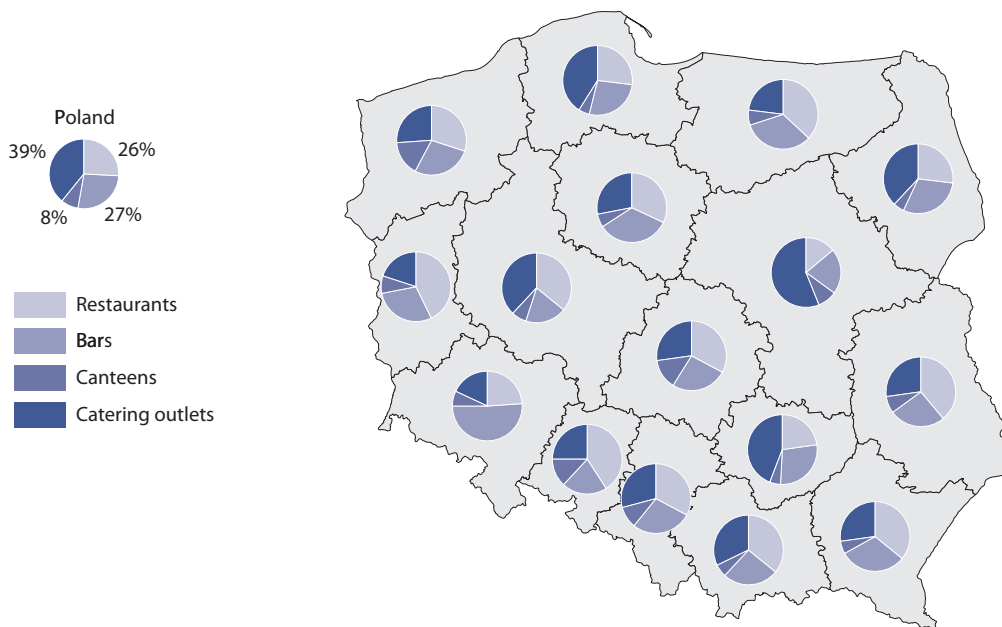 Poland
39%
26%
8%
27%
Restaurants
Bars
Canteens
Catering outlets